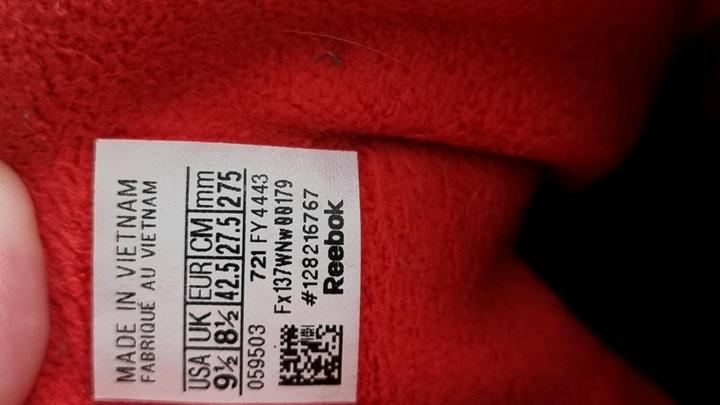 MADE IN VIETNAM
FABRIQUÉ AU VIETNAM
USA UK EUR CM mm
9½ 8½ 42.5 27.5 275
059503 721 FY4443
Fx137WNw00179
#128216767
Reebok